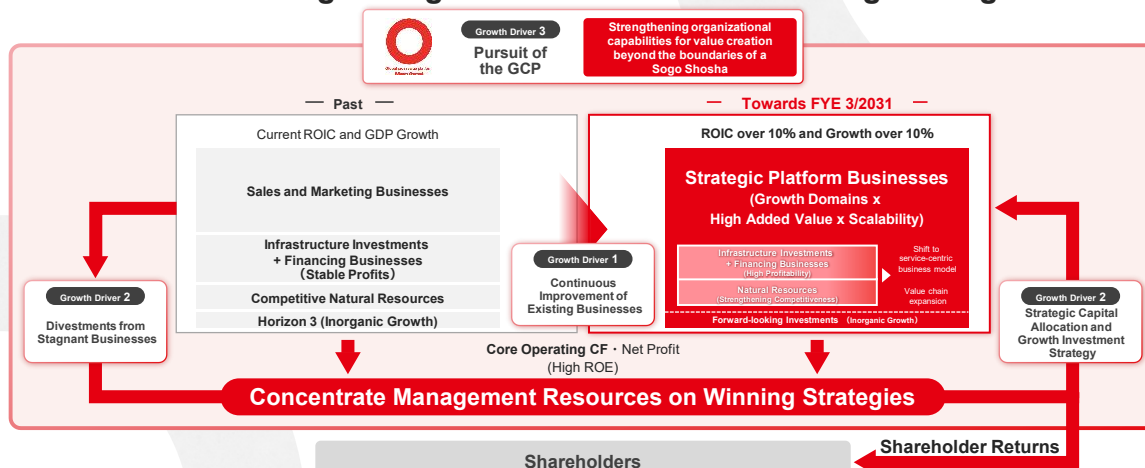 Growth Driver 3
Pursuit of
the GCP
Strengthening organizational
capabilities for value creation
beyond the boundaries of a
Sogo Shosha
Past
Towards FYE 3/2031
Current ROIC and GDP Growth
ROIC over 10% and Growth over 10%
Sales and Marketing Businesses
Infrastructure Investments
+ Financing Businesses
(Stable Profits)
Competitive Natural Resources
Horizon 3 (Inorganic Growth)
Growth Driver 1
Continuous
Improvement of
Existing Businesses
Strategic Platform Businesses
(Growth Domains x
High Added Value x Scalability)
Infrastructure Investments
+ Financing Businesses
(High Profitability)
Natural Resources
(Strengthening Competitiveness)
Shift to
service-centric
business model
Value chain
expansion
Forward-looking Investments (Inorganic Growth)
Growth Driver 2
Divestments from
Stagnant Businesses
Growth Driver 2
Strategic Capital
Allocation and
Growth Investment
Strategy
Core Operating CF・Net Profit
(High ROE)
Concentrate Management Resources on Winning Strategies
Shareholder Returns
Shareholders